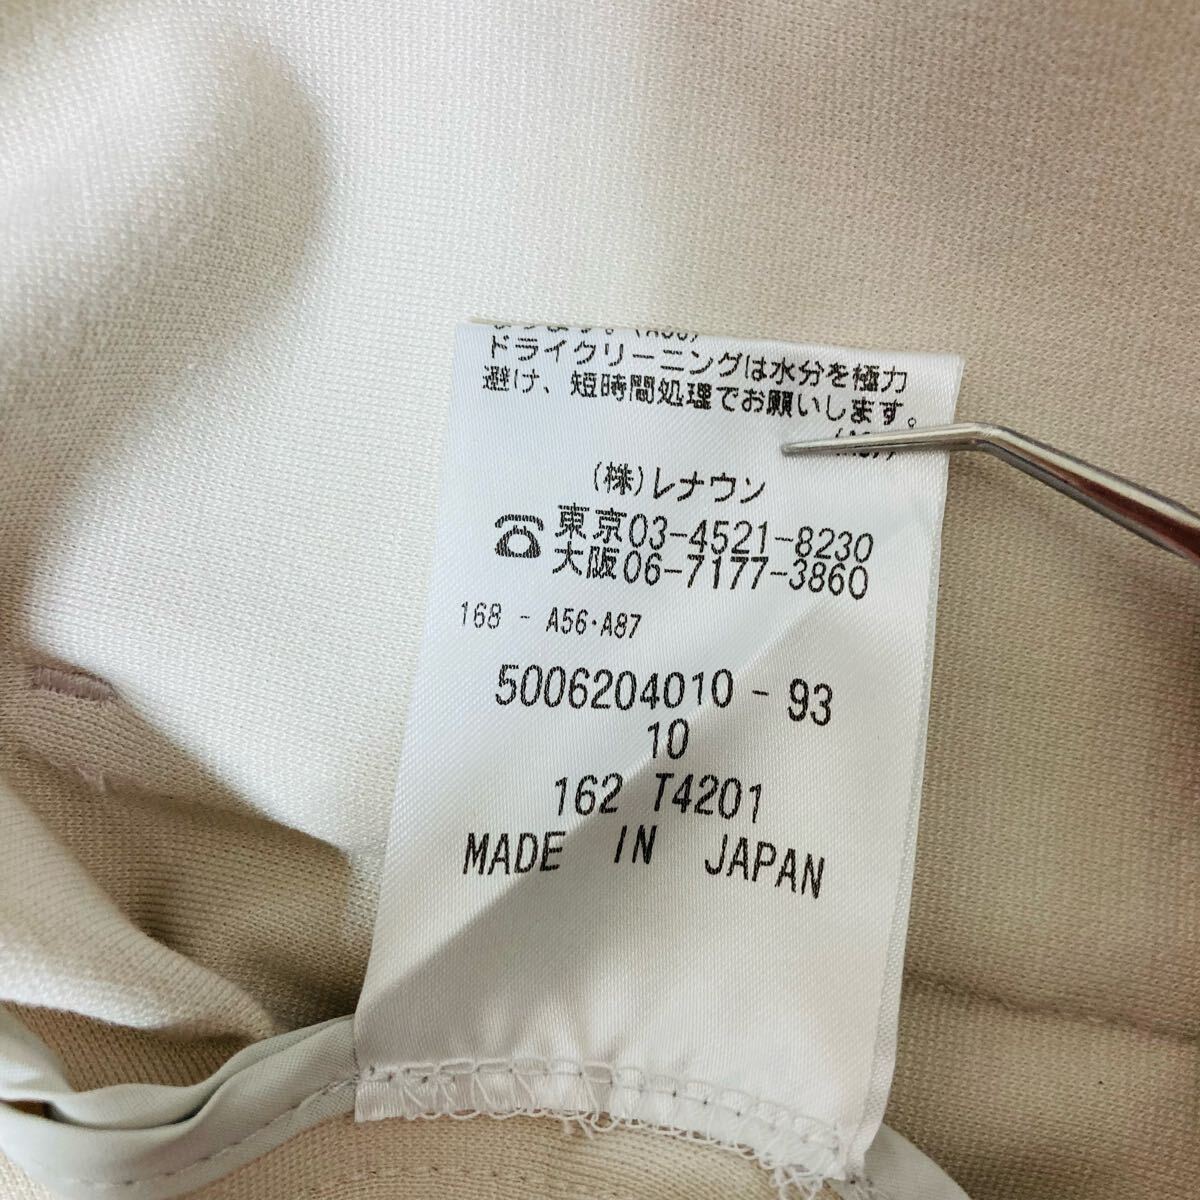 ドライクリーニングは水分を極力
避け、短時間処理でお願いします。
(株)レナウン
☎ 東京03-4521-8230
大阪06-7177-3860
168 - A56・A87
5006204010 - 93
10
162 T4201
MADE IN JAPAN